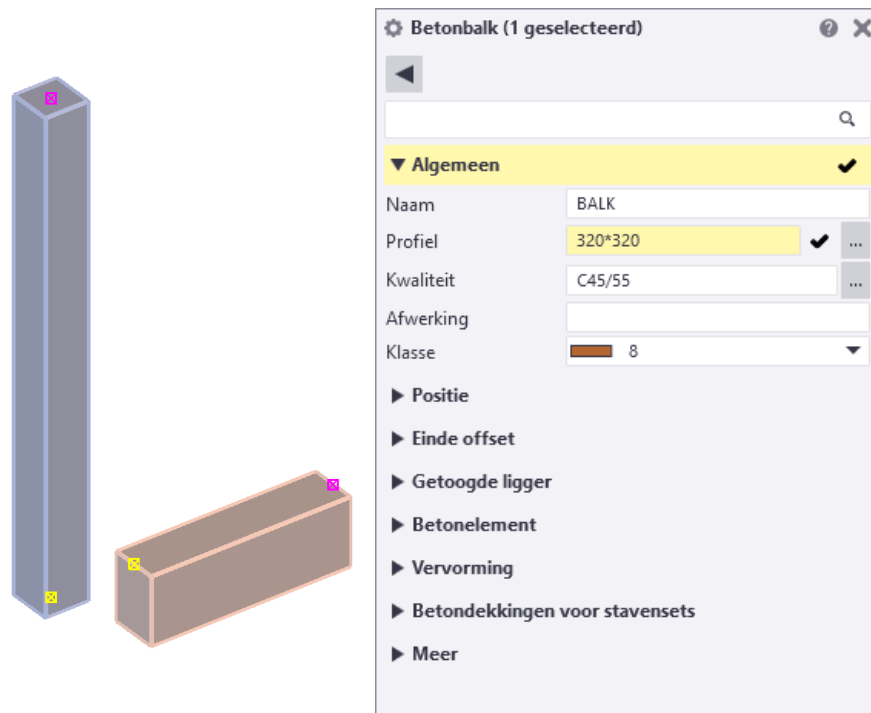 Betonbalk (1 geselecteerd)
Algemeen
Naam BALK
Profiel 320*320 ...
Kwaliteit C45/55 ...
Afwerking
Klasse 8
Positie
Einde offset
Getoogde ligger
Betonelement
Vervorming
Betondekkingen voor stavensets
Meer